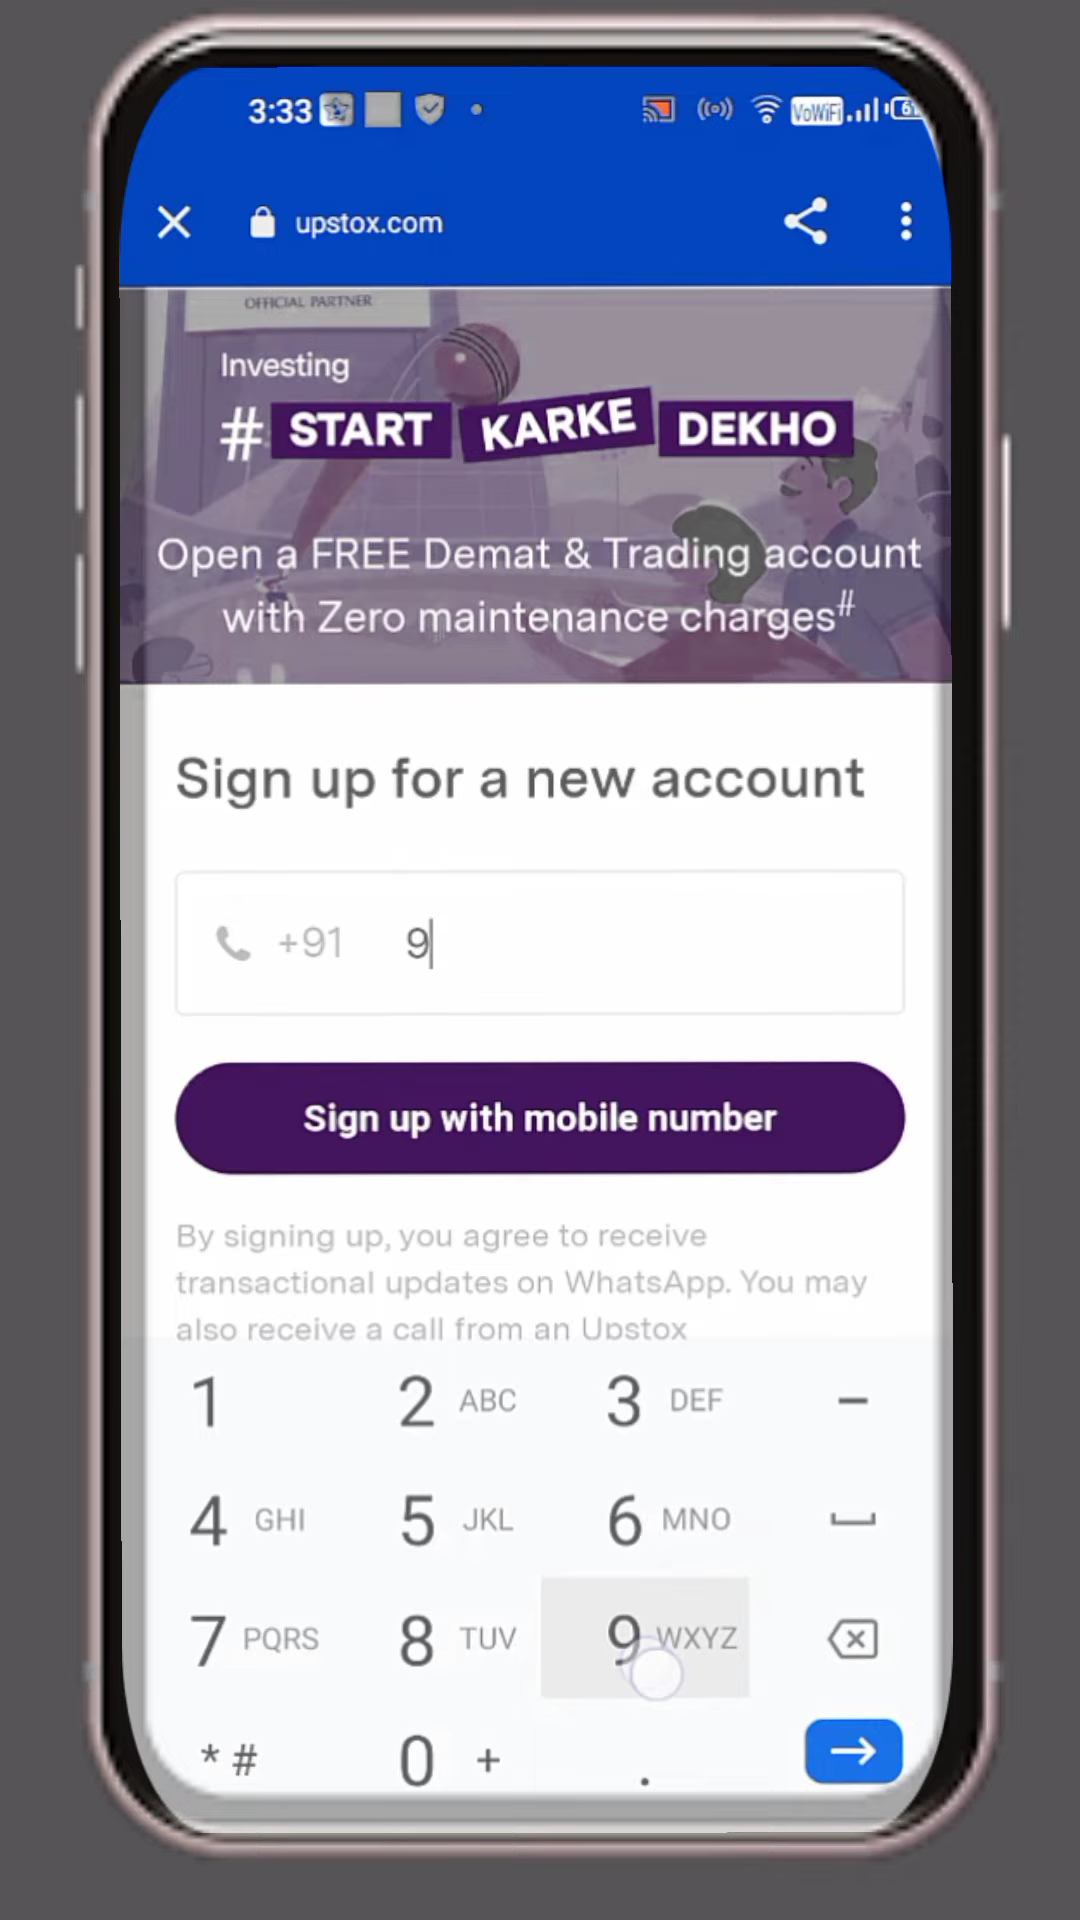 3:33
VoWiFi
61
upstox.com
OFFICIAL PARTNER
Investing
# START KARKE DEKHO
Open a FREE Demat & Trading account
with Zero maintenance charges#
Sign up for a new account
+91 9
Sign up with mobile number
By signing up, you agree to receive
transactional updates on WhatsApp. You may
also receive a call from an Upstox
1 2 ABC 3 DEF –
4 GHI 5 JKL 6 MNO
7 PQRS 8 TUV 9 WXYZ
* # 0 + .